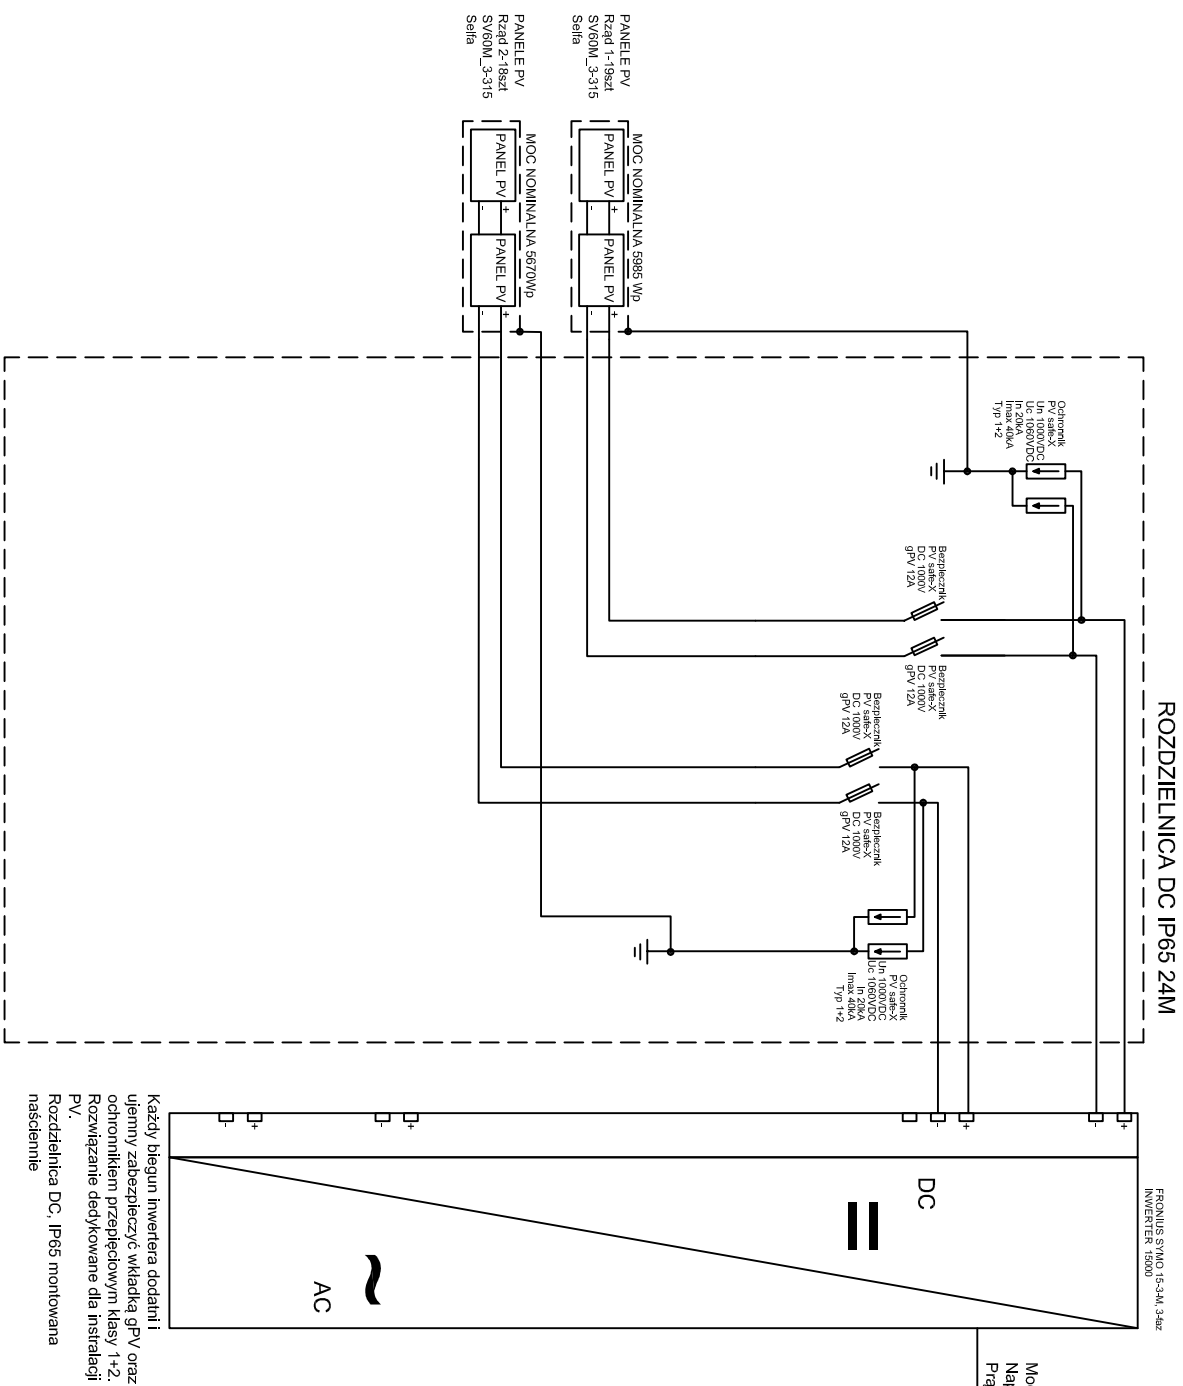 ROZDZIELNICA DC IP65 24M
PANELE PV
Rząd 1-19szt
SV60M_3-315
Selfa
MOC NOMINALNA 5985 Wp
PANEL PV
+
-
PANEL PV
+
-
PANELE PV
Rząd 2-18szt
SV60M_3-315
Selfa
MOC NOMINALNA 5670Wp
PANEL PV
+
-
PANEL PV
+
-
Ochronnik
PV safe-X
Un 1000VDC
Uc 1060VDC
In 20kA
Imax 40kA
Typ 1+2
Bezpiecznik
PV safe-X
DC 1000V
gPV 12A
Bezpiecznik
PV safe-X
DC 1000V
gPV 12A
Bezpiecznik
PV safe-X
DC 1000V
gPV 12A
Bezpiecznik
PV safe-X
DC 1000V
gPV 12A
Ochronnik
PV safe-X
Un 1000VDC
Uc 1060VDC
In 20kA
Imax 40kA
Typ 1+2
FRONIUS SYMO 15-3-M, 3-faz
INWERTER 15000
+
-
+
-
+
-
+
-
DC
=
~
AC
Każdy biegun inwertera dodatni i
ujemny zabezpieczyć wkładką gPV oraz
ochronnikiem przepięciowym klasy 1+2.
Rozwiązanie dedykowane dla instralacji
PV.
Rozdzielnica DC, IP65 montowana
naściennie